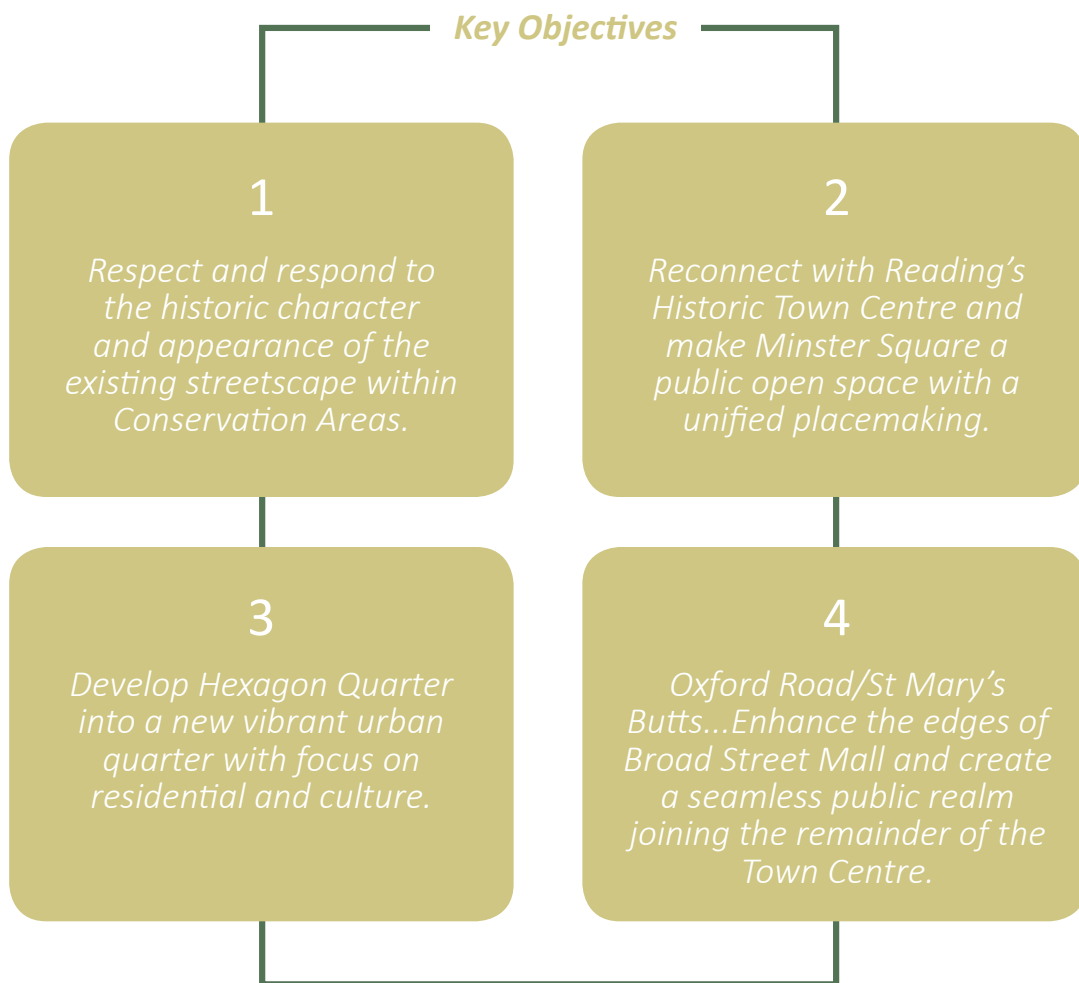 Key Objectives
1
Respect and respond to
the historic character
and appearance of the
existing streetscape within
Conservation Areas.
2
Reconnect with Reading’s
Historic Town Centre and
make Minster Square a
public open space with a
unified placemaking.
3
Develop Hexagon Quarter
into a new vibrant urban
quarter with focus on
residential and culture.
4
Oxford Road/St Mary’s
Butts...Enhance the edges of
Broad Street Mall and create
a seamless public realm
joining the remainder of the
Town Centre.